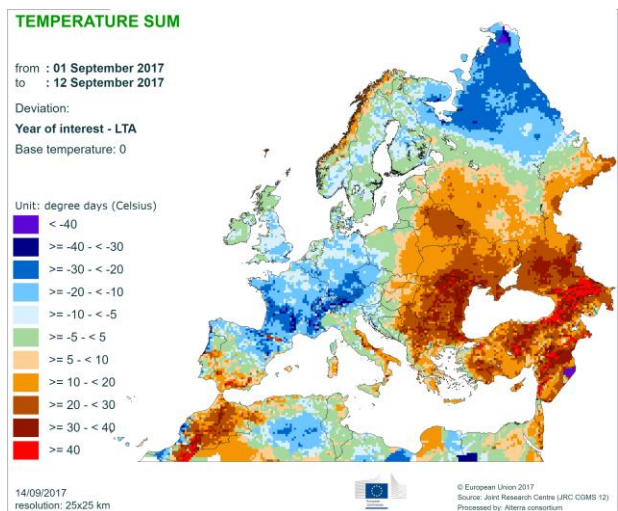 TEMPERATURE SUM
from : 01 September 2017
to : 12 September 2017
Deviation:
Year of interest - LTA
Base temperature: 0
Unit: degree days (Celsius)
< -40
>= -40 - < -30
>= -30 - < -20
>= -20 - < -10
>= -10 - < -5
>= -5 - < 5
>= 5 - < 10
>= 10 - < 20
>= 20 - < 30
>= 30 - < 40
>= 40
14/09/2017
resolution: 25x25 km
© European Union 2017
Source: Joint Research Centre (JRC CGMS 12)
Processed by: Alterra consortium